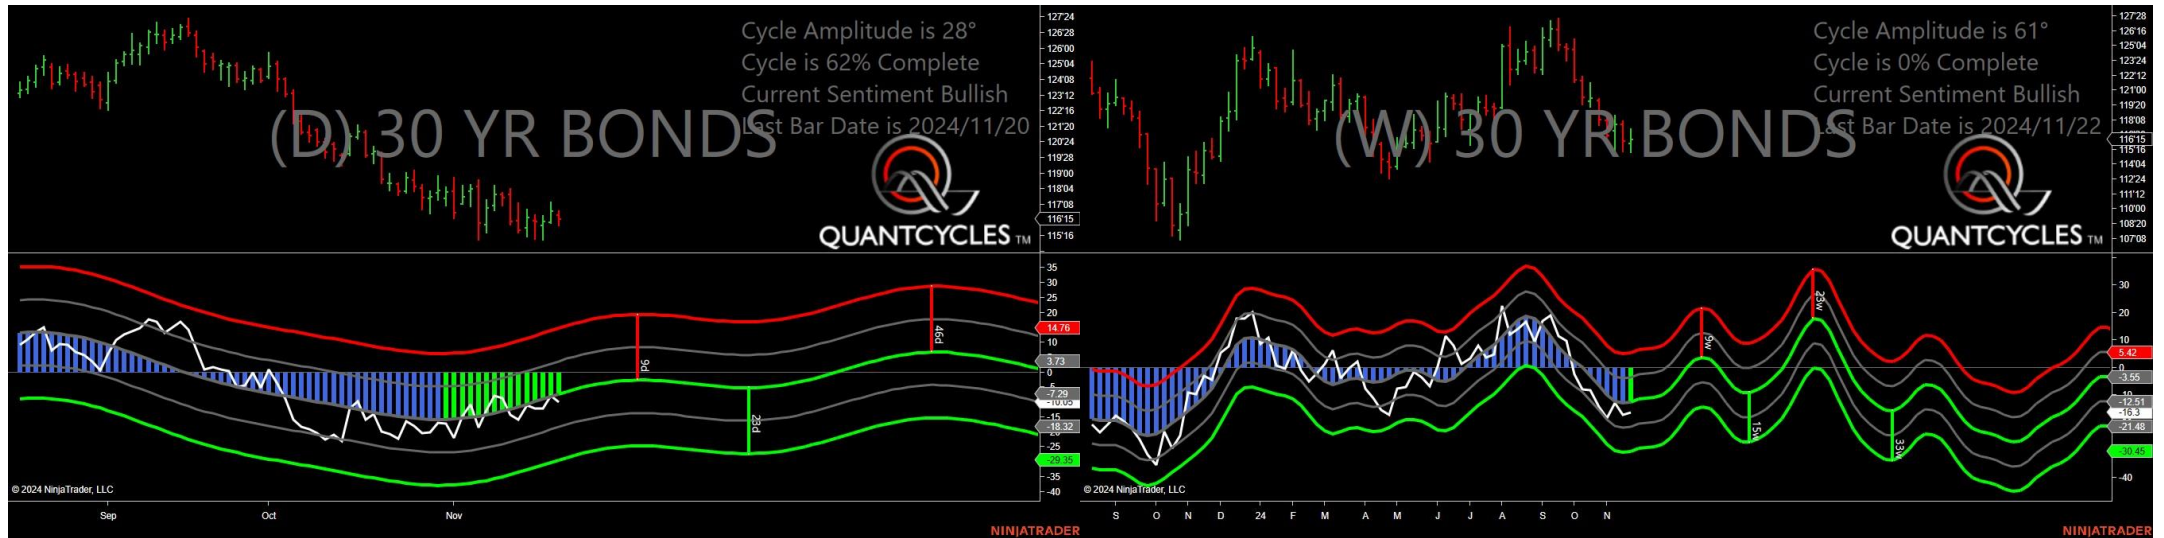 Cycle Amplitude is 28°
Cycle is 62% Complete
Current Sentiment Bullish
Last Bar Date is 2024/11/20
(D) 30 YR BONDS
QUANTCYCLES TM
127'24
126'28
126'00
125'04
124'08
123'12
122'16
121'20
120'24
119'28
119'00
118'04
117'08
116'15
115'16
35
30
25
20
14.76
10
3.73
0
-5
-7.29
-10.05
-15
-18.32
-25
-29.35
-35
-40
9d
23d
46d
© 2024 NinjaTrader, LLC
Sep
Oct
Nov
NINJATRADER
Cycle Amplitude is 61°
Cycle is 0% Complete
Current Sentiment Bullish
Last Bar Date is 2024/11/22
(W) 30 YR BONDS
QUANTCYCLES TM
127'28
126'16
125'04
123'24
122'12
121'00
119'20
118'08
116'15
115'16
114'04
112'24
111'12
110'00
108'20
107'08
30
20
10
5.42
0
-3.55
-12.51
-16.3
-21.48
-30.45
-40
9w
15w
23w
33w
© 2024 NinjaTrader, LLC
S
O
N
D
24
F
M
A
M
J
J
A
S
O
N
NINJATRADER